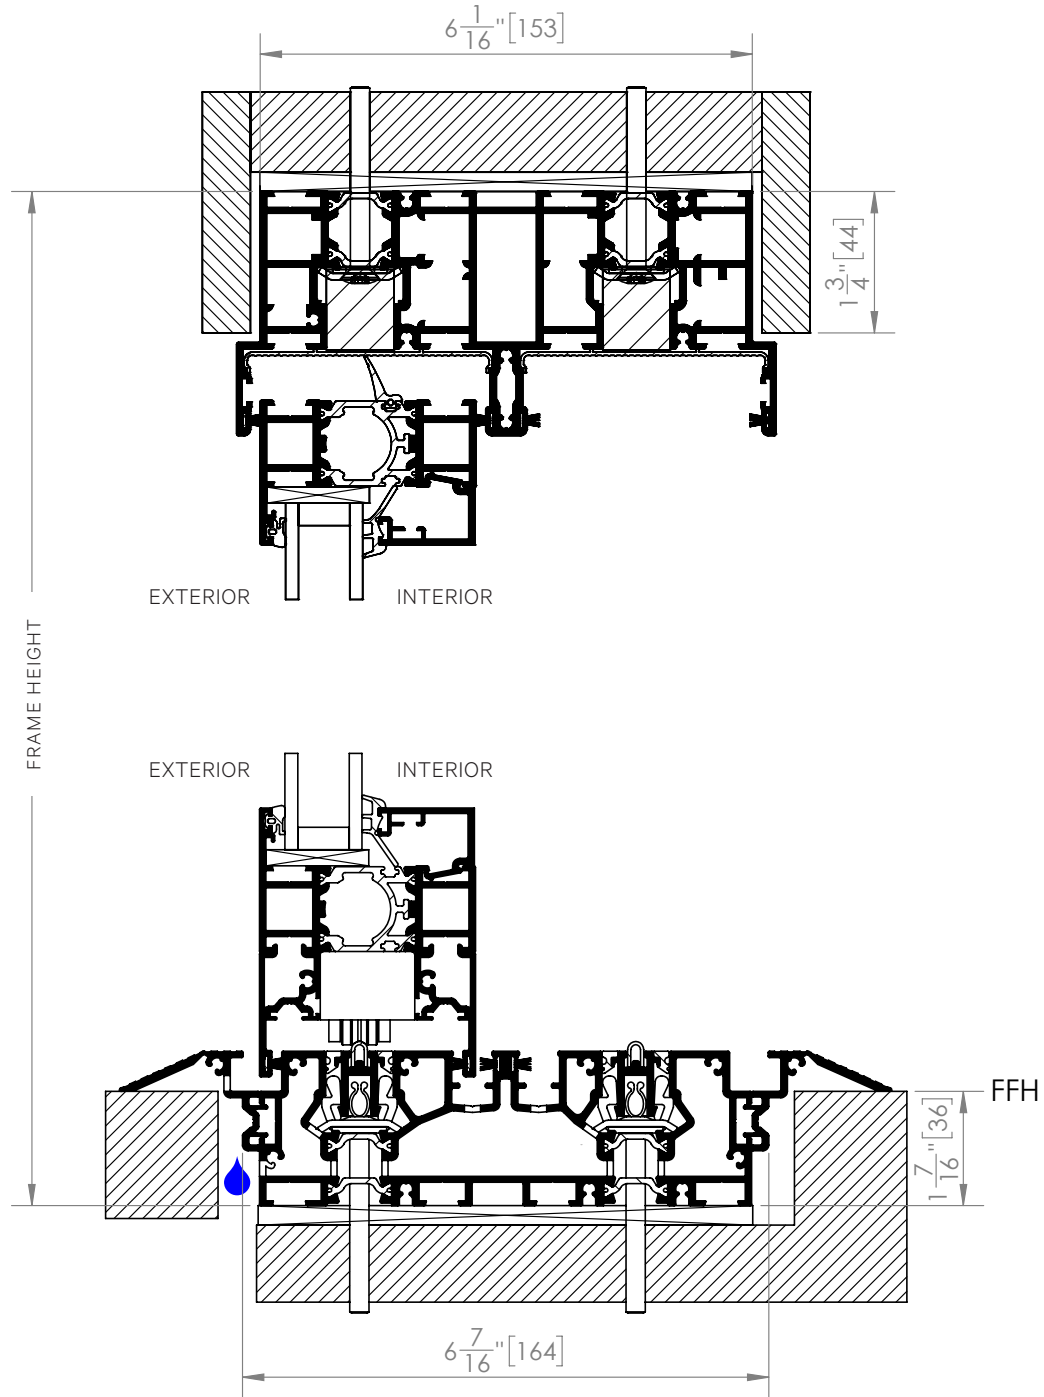 6 1/16" [153]
1 3/4" [44]
EXTERIOR INTERIOR
FRAME HEIGHT
EXTERIOR INTERIOR
FFH
1 7/16" [36]
6 7/16" [164]